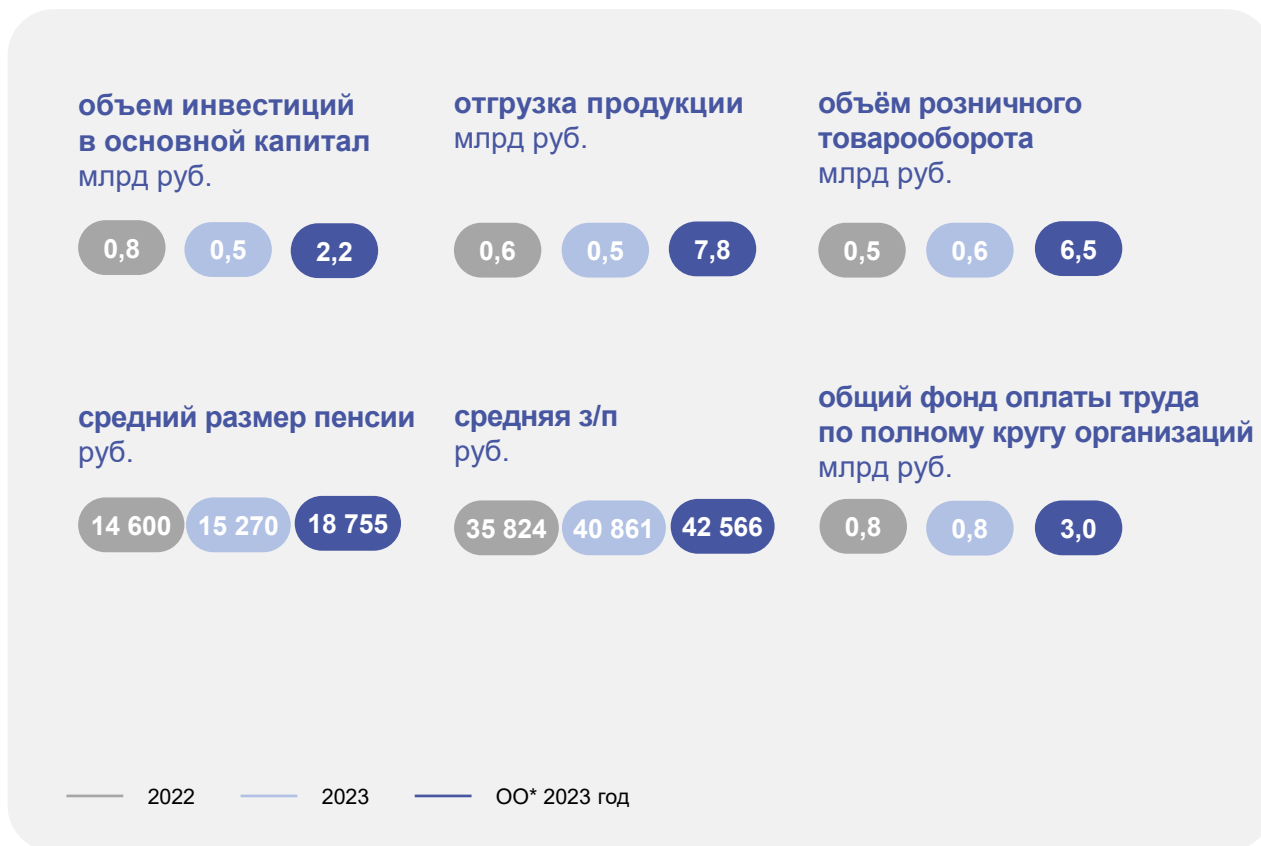 объем инвестиций
в основной капитал
млрд руб.
0,8 0,5 2,2
отгрузка продукции
млрд руб.
0,6 0,5 7,8
объём розничного
товарооборота
млрд руб.
0,5 0,6 6,5
средний размер пенсии
руб.
14 600 15 270 18 755
средняя з/п
руб.
35 824 40 861 42 566
общий фонд оплаты труда
по полному кругу организаций
млрд руб.
0,8 0,8 3,0
2022 2023 ОО* 2023 год